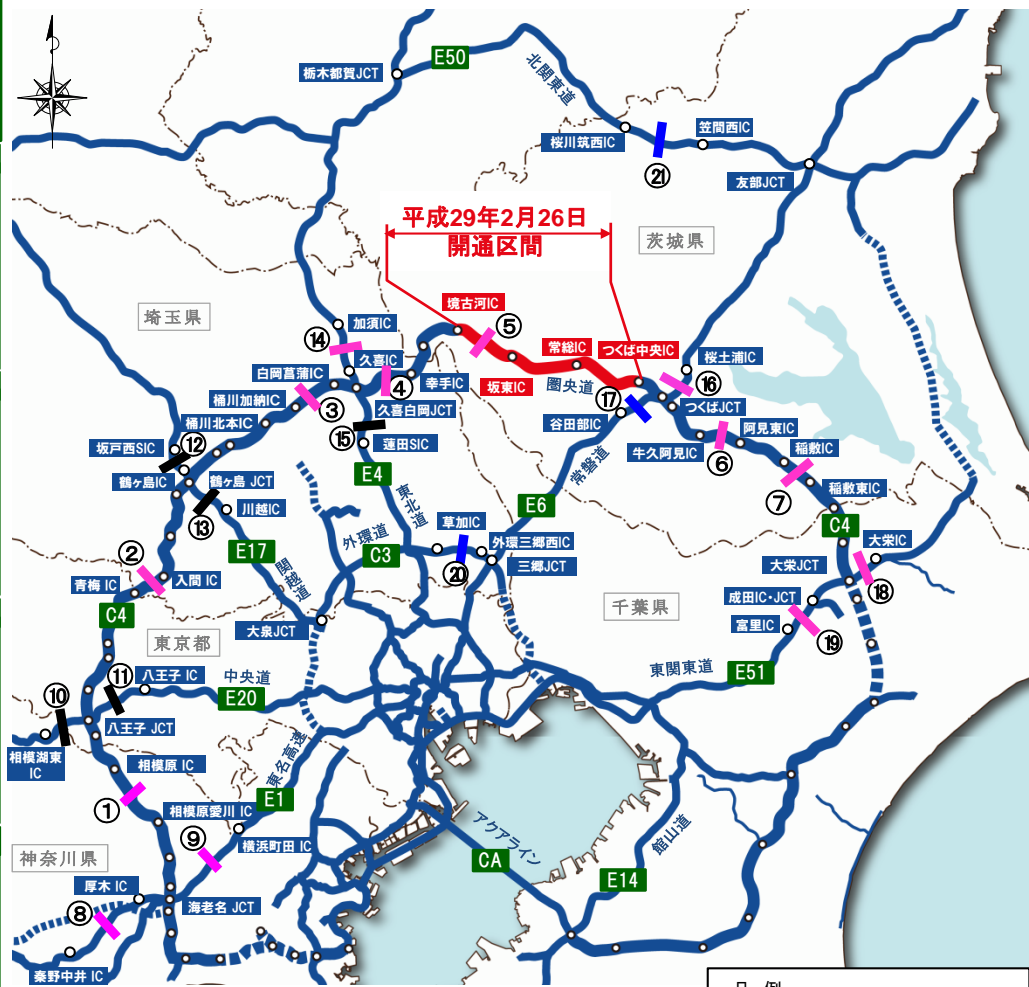 栃木都賀JCT
E50
北関東道
桜川筑西IC
笠間西IC
㉑
友部JCT
平成29年2月26日
開通区間
茨城県
埼玉県
境古河IC
⑤
加須IC
⑭
久喜IC
常総IC
つくば中央IC
桜土浦IC
白岡菖蒲IC
④
幸手IC
坂東IC
圏央道
⑯
桶川加納IC
③
久喜白岡JCT
⑰
つくばJCT
桶川北本IC
⑮
谷田部IC
阿見東IC
坂戸西SIC
⑫
蓮田SIC
牛久阿見IC
⑥
稲敷IC
鶴ヶ島IC
鶴ヶ島 JCT
E4
常磐道
⑦
稲敷東IC
⑬
川越IC
東北道
E6
C4
E17
外環道
草加IC
外環三郷西IC
大栄IC
②
関越道
C3
⑳
三郷JCT
大栄JCT
青梅 IC
入間 IC
⑱
C4
成田IC・JCT
千葉県
大泉JCT
富里IC
⑲
東京都
⑪
八王子 IC
中央道
東関東道
E51
⑩
E20
八王子 JCT
相模湖東
IC
相模原 IC
東名高速
①
相模原愛川 IC
E1
アクアライン
館山道
⑨
横浜町田 IC
神奈川県
CA
E14
厚木 IC
⑧
海老名 JCT
秦野中井 IC
凡 例